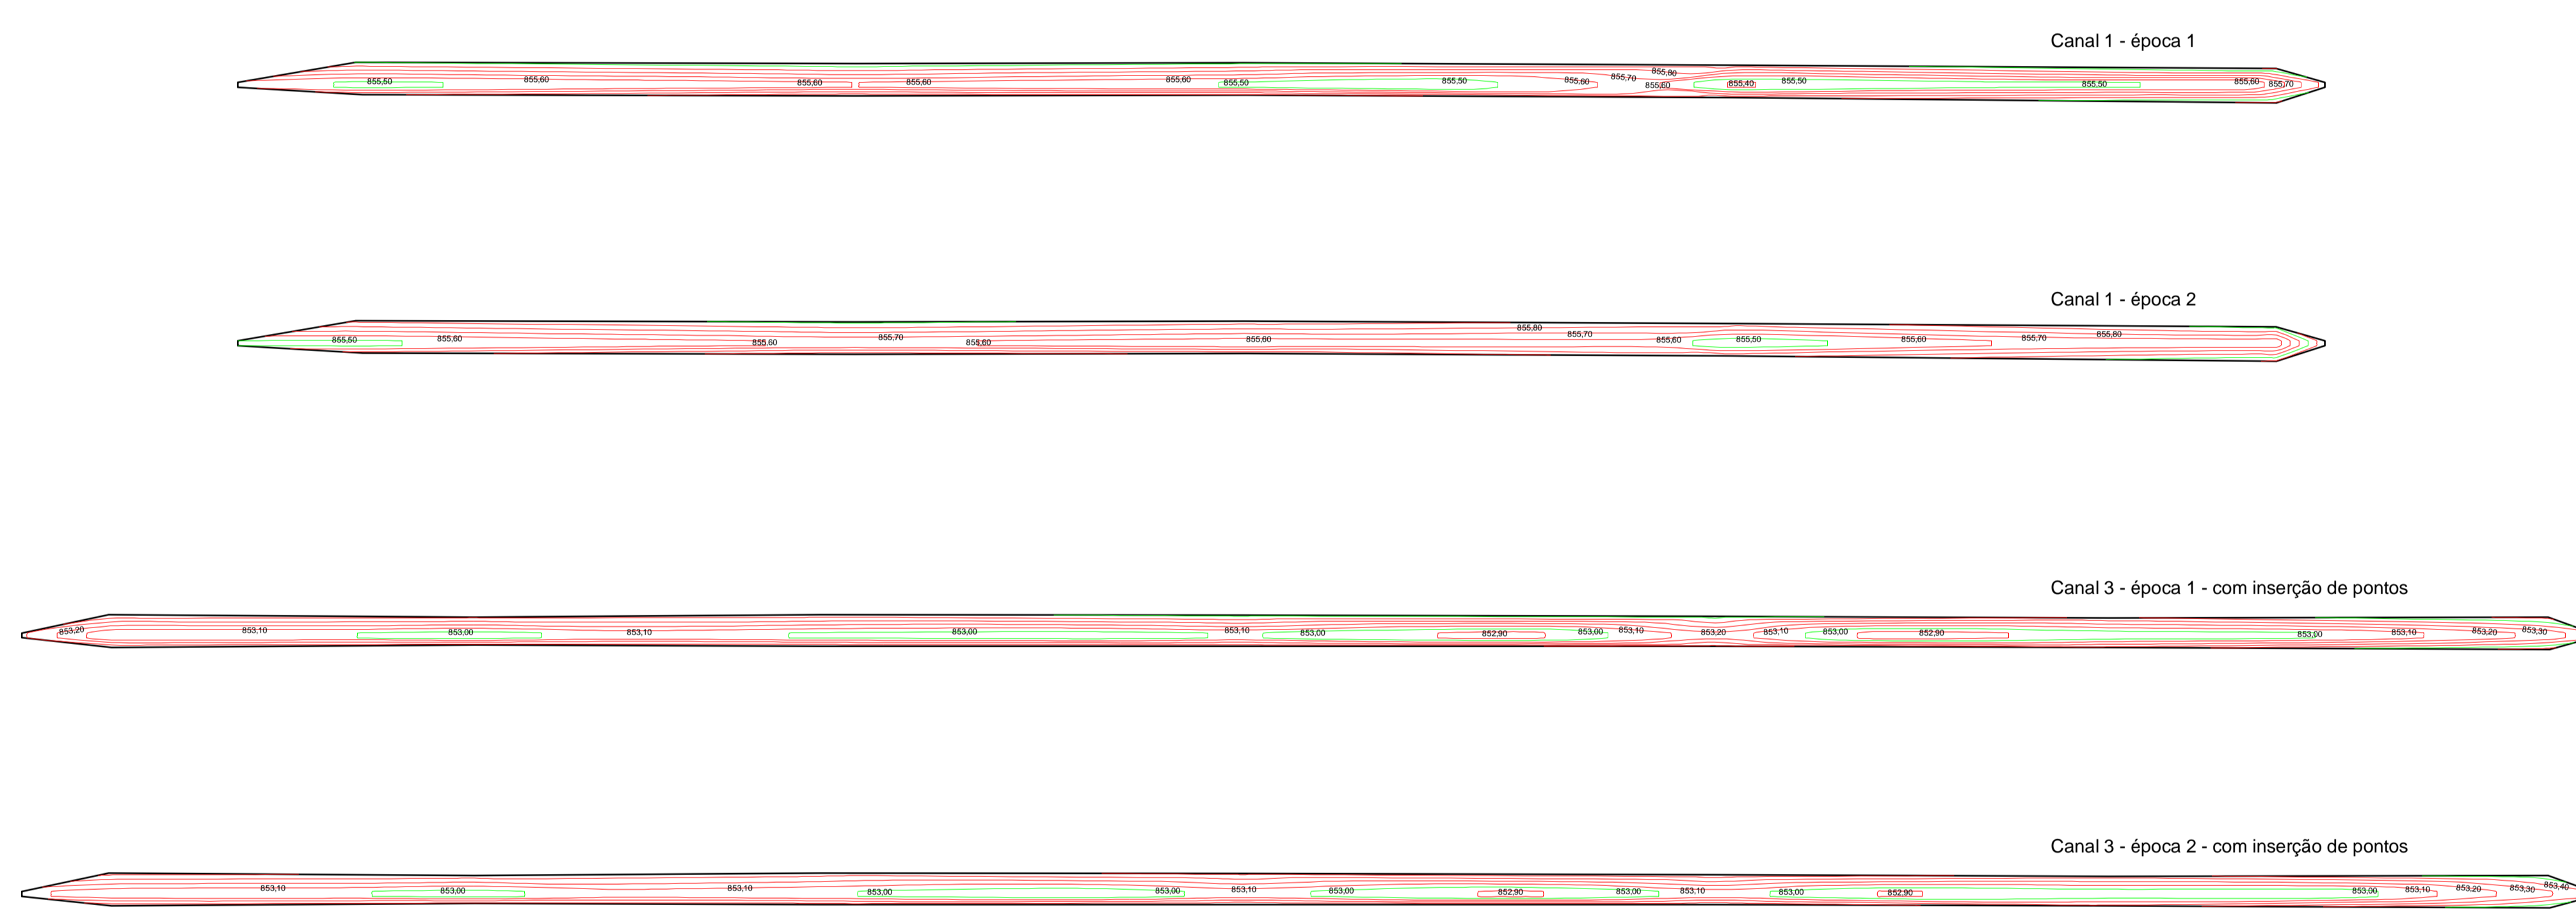 Canal 1 - época 1
855,50 855,60 855,60 855,60 855,60 855,50 855,50 855,60 855,70 855,80 855,60 855,40 855,50 855,50 855,60 855,70
Canal 1 - época 2
855,50 855,60 855,60 855,70 855,60 855,60 855,80 855,70 855,60 855,50 855,60 855,70 855,80
Canal 3 - época 1 - com inserção de pontos
853,20 853,10 853,00 853,10 853,00 853,10 853,00 852,90 853,00 853,10 853,20 853,10 853,00 852,90 853,00 853,10 853,20 853,30
Canal 3 - época 2 - com inserção de pontos
853,10 853,00 853,10 853,00 853,00 853,10 853,00 852,90 853,00 853,10 853,00 852,90 853,00 853,10 853,20 853,30 853,40